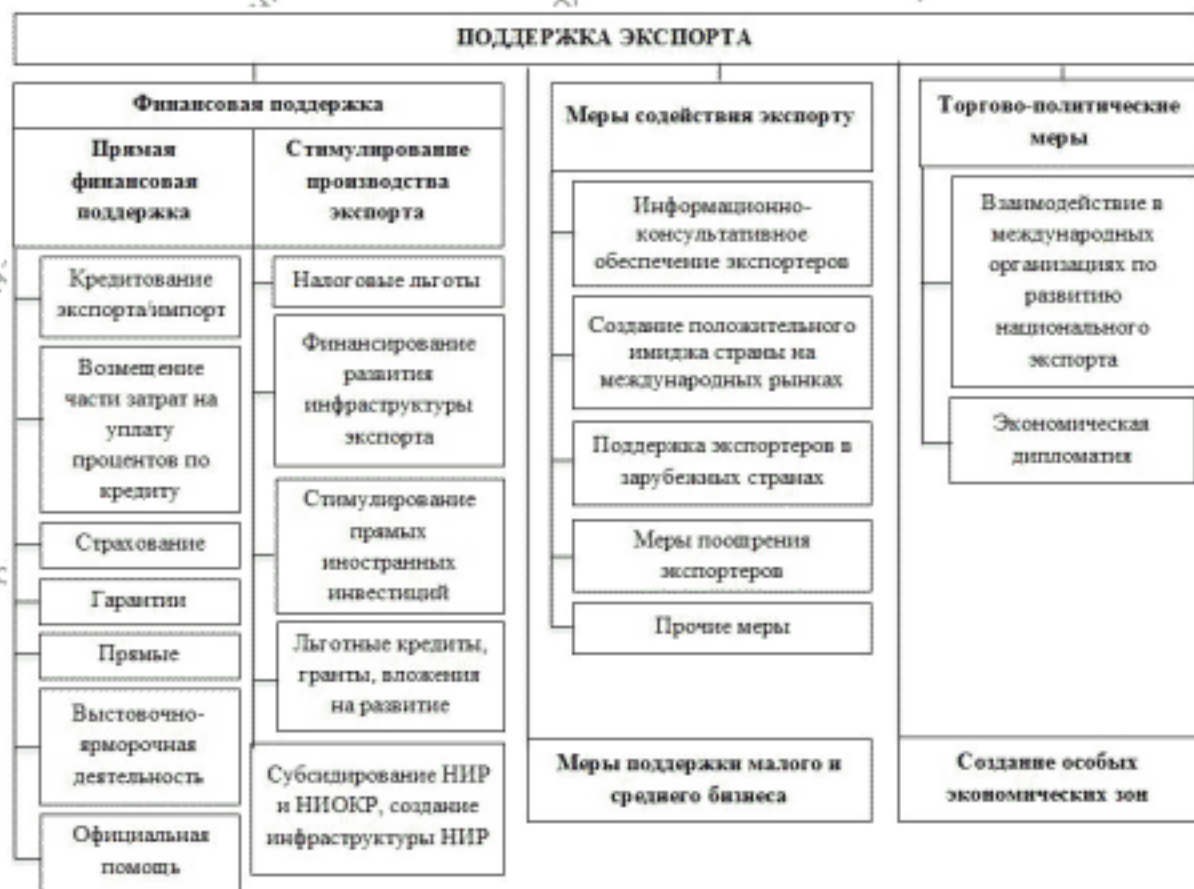 ПОДДЕРЖКА ЭКСПОРТА
Финансовая поддержка
Прямая
финансовая
поддержка
Кредитование
экспорта/импорт
Возмещение
части затрат на
уплату
процентов по
кредиту
Страхование
Гарантии
Прямые
Выстовочно-
ярморочная
деятельность
Официальная
помощь
Стимулирование
производства
экспорта
Налоговые льготы
Финансирование
развития
инфраструктуры
экспорта
Стимулирование
прямых
иностранных
инвестиций
Льготные кредиты,
гранты, вложения
на развитие
Субсидирование НИР
и НИОКР, создание
инфраструктуры НИР
Меры содействия экспорту
Информационно-
консультативное
обеспечение экспортеров
Создание положительного
имиджа страны на
международных рынках
Поддержка экспортеров в
зарубежных странах
Меры поощрения
экспортеров
Прочие меры
Меры поддержки малого и
среднего бизнеса
Торгово-политические
меры
Взаимодействие в
международных
организациях по
развитию
национального
экспорта
Экономическая
дипломатия
Создание особых
экономических зон